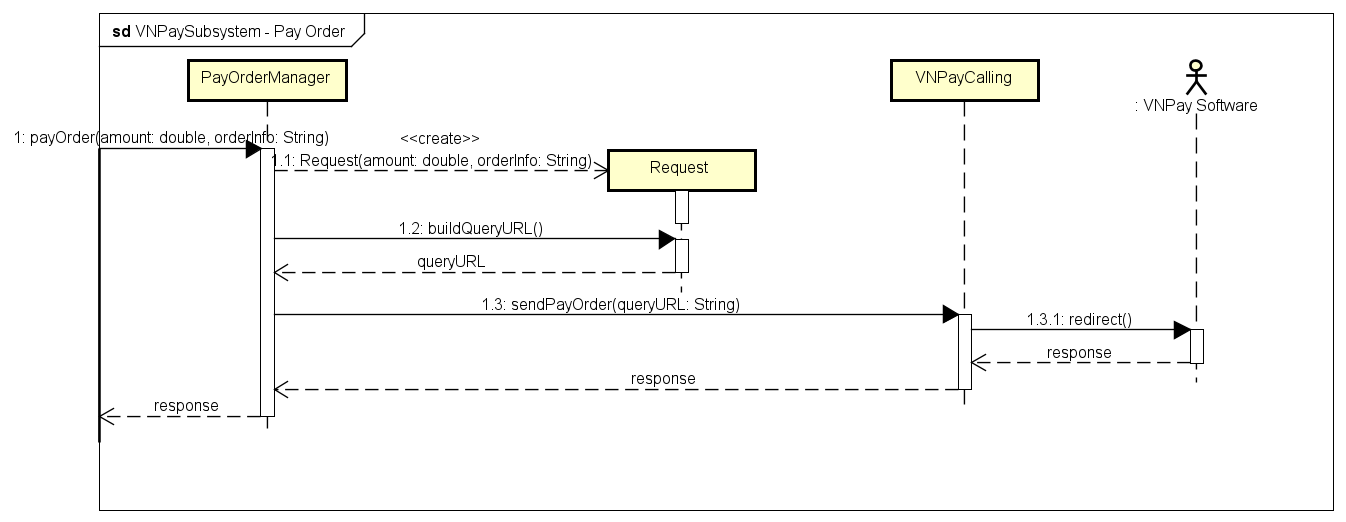 sd VNPaySubsystem - Pay Order
PayOrderManager
VNPayCalling
: VNPay Software
1: payOrder(amount: double, orderInfo: String)
<<create>>
1.1: Request(amount: double, orderInfo: String)
Request
1.2: buildQueryURL()
queryURL
1.3: sendPayOrder(queryURL: String)
1.3.1: redirect()
response
response
response